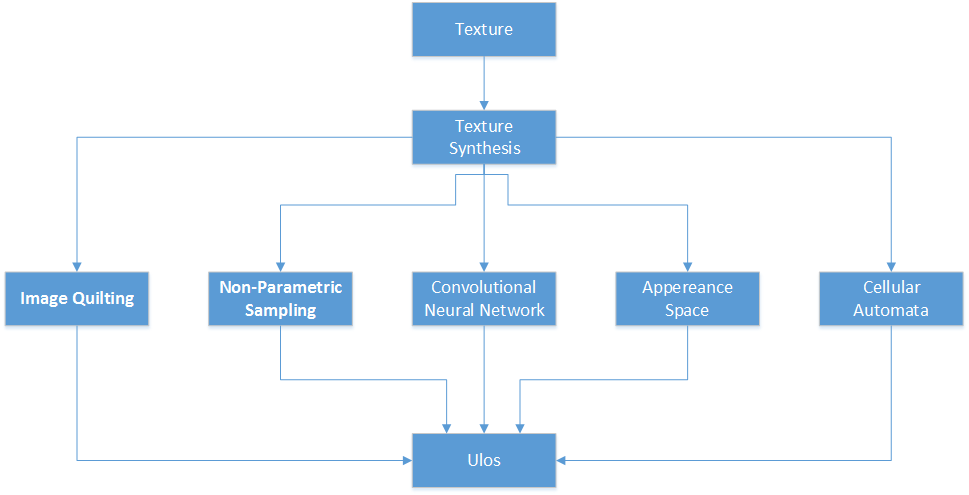 Texture
Texture
Synthesis
Image Quilting
Non-Parametric
Sampling
Convolutional
Neural Network
Appereance
Space
Cellular
Automata
Ulos